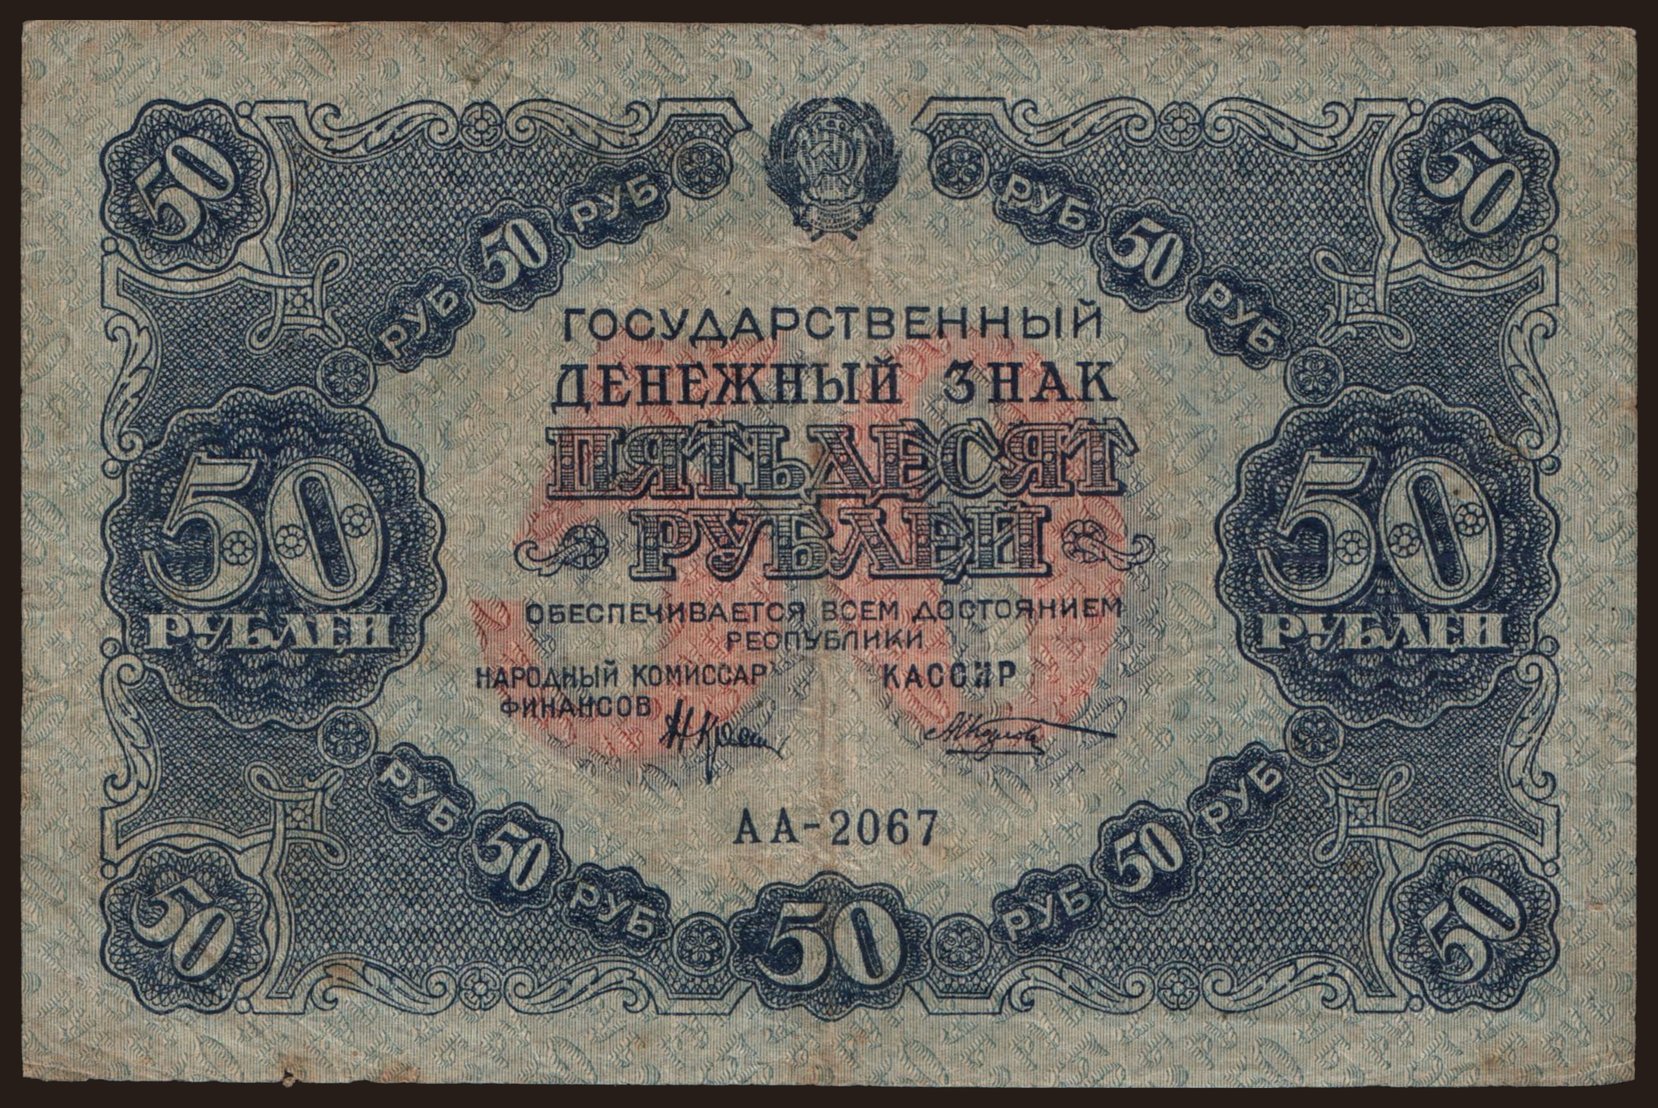 50
50
РУБ
РУБ
50
50
РУБ
РУБ
ГОСУДАРСТВЕННЫЙ
ДЕНЕЖНЫЙ ЗНАК
ПЯТЬДЕСЯТ
РУБЛЕЙ
50
РУБЛЕЙ
50
РУБЛЕЙ
50
ОБЕСПЕЧИВАЕТСЯ ВСЕМ ДОСТОЯНИЕМ
РЕСПУБЛИКИ
НАРОДНЫЙ КОМИССАР
ФИНАНСОВ
КАССИР
АА-2067
РУБ
РУБ
50
50
РУБ
РУБ
50
50
50